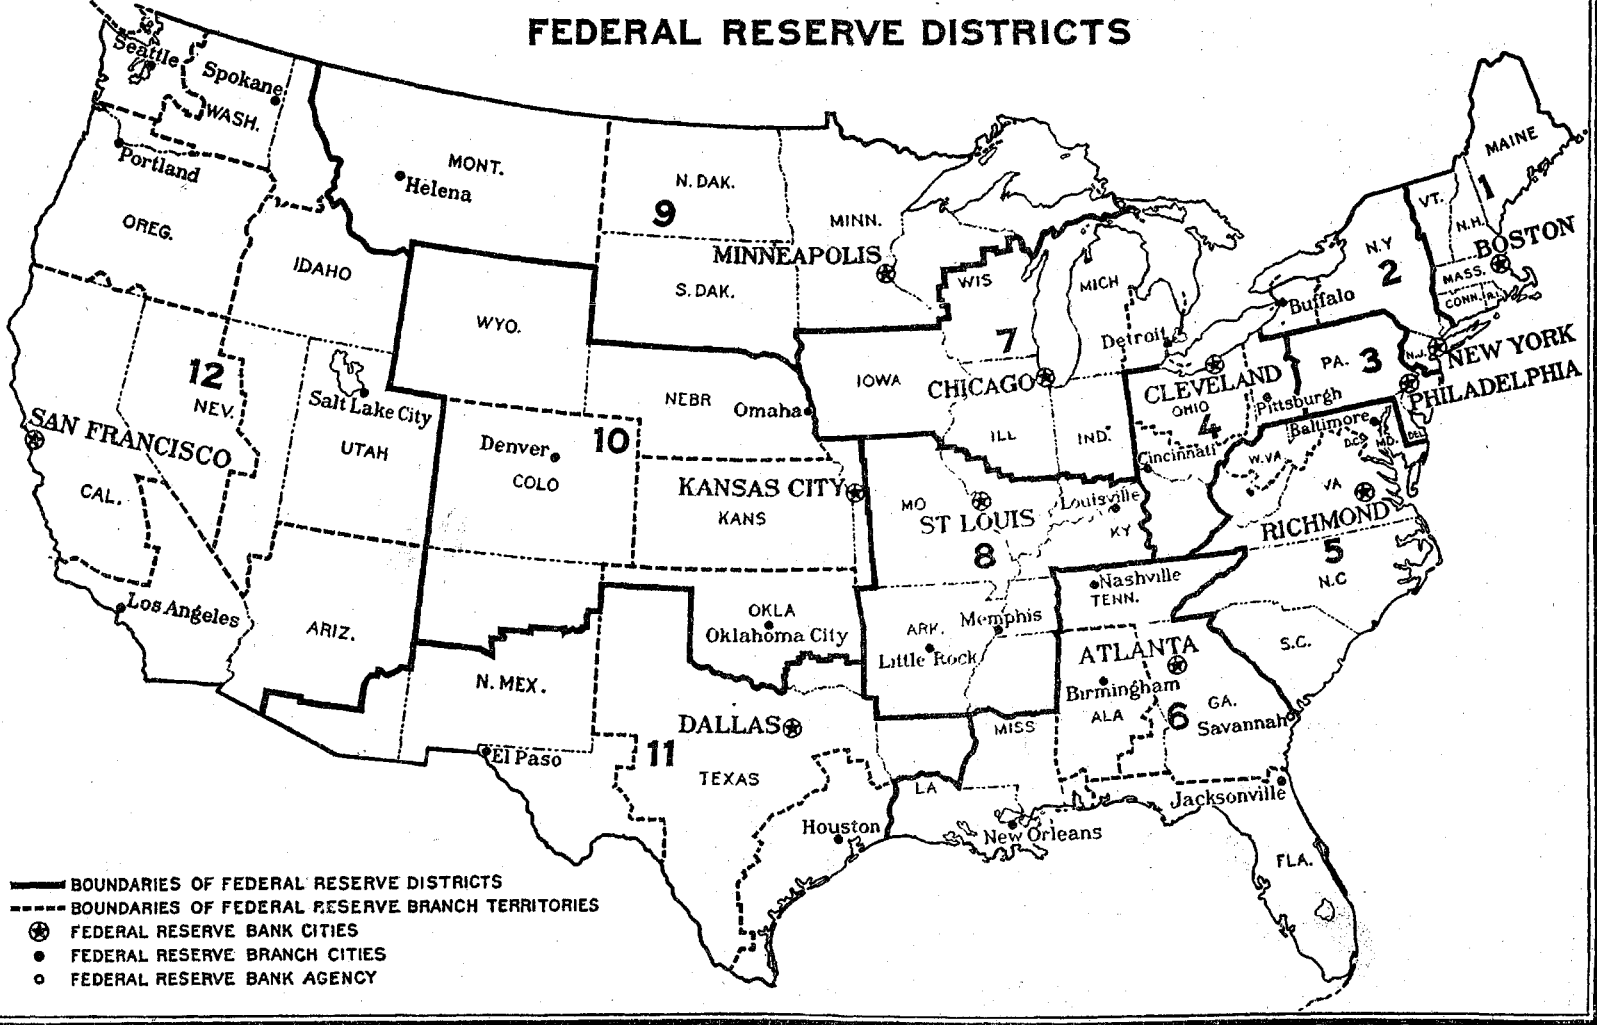 FEDERAL RESERVE DISTRICTS
Seattle
Spokane
WASH.
Portland
OREG.
MONT.
Helena
IDAHO
N. DAK.
9
MINN.
MINNEAPOLIS
S. DAK.
WYO.
WIS
MICH
7
Detroit
MAINE
VT.
1
N.H.
BOSTON
N.Y
2
MASS.
CONN.
R.I.
Buffalo
12
NEV.
SAN FRANCISCO
CAL.
Salt Lake City
UTAH
NEBR
Omaha
IOWA
CHICAGO
CLEVELAND
OHIO
4
Pittsburgh
PA.
3
N.J.
NEW YORK
PHILADELPHIA
Denver
10
COLO
KANSAS CITY
KANS
ILL
IND.
Cincinnati
Baltimore
D.C.
MD.
DEL
W.VA
VA
RICHMOND
5
N.C
MO
ST LOUIS
8
Louisville
KY
Los Angeles
ARIZ.
N. MEX.
OKLA
Oklahoma City
ARK.
Memphis
Little Rock
Nashville
TENN.
ATLANTA
Birmingham
ALA
6
GA.
Savannah
S.C.
DALLAS
11
El Paso
TEXAS
MISS
LA
Houston
New Orleans
Jacksonville
FLA.
BOUNDARIES OF FEDERAL RESERVE DISTRICTS
BOUNDARIES OF FEDERAL RESERVE BRANCH TERRITORIES
FEDERAL RESERVE BANK CITIES
FEDERAL RESERVE BRANCH CITIES
FEDERAL RESERVE BANK AGENCY